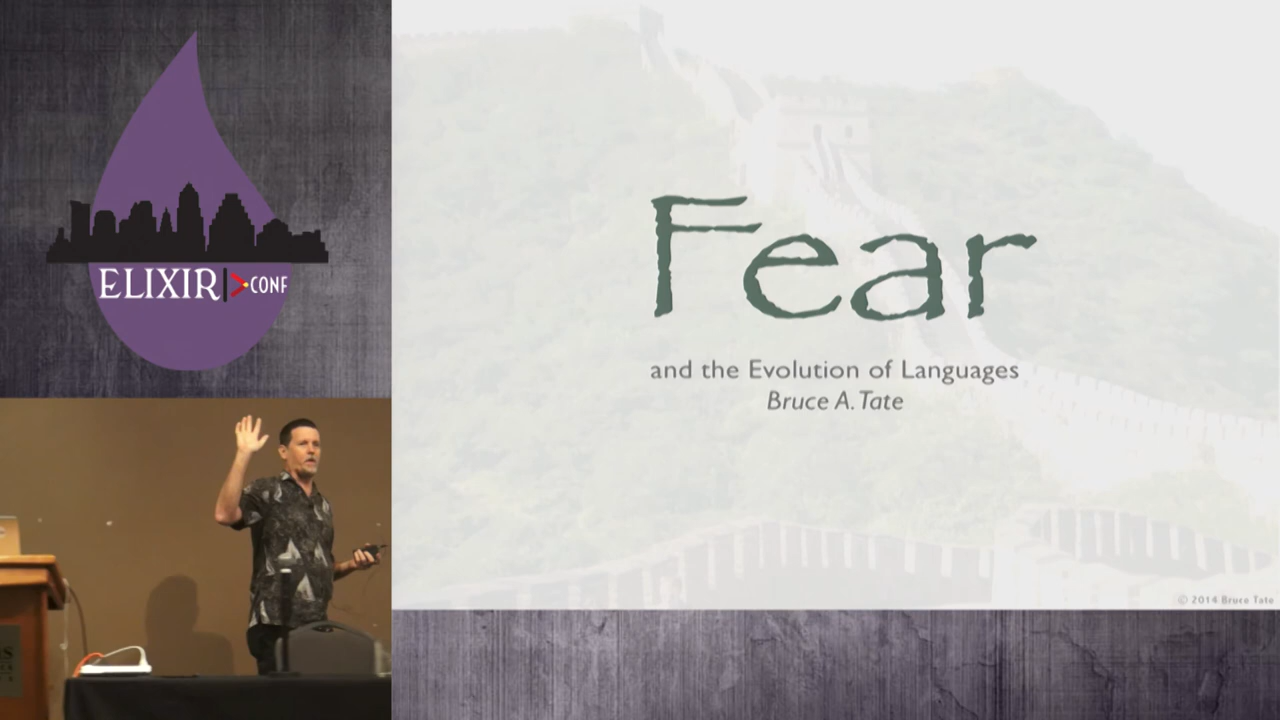 ELIXIR |> CONF
Fear
and the Evolution of Languages
Bruce A. Tate
© 2014 Bruce Tate